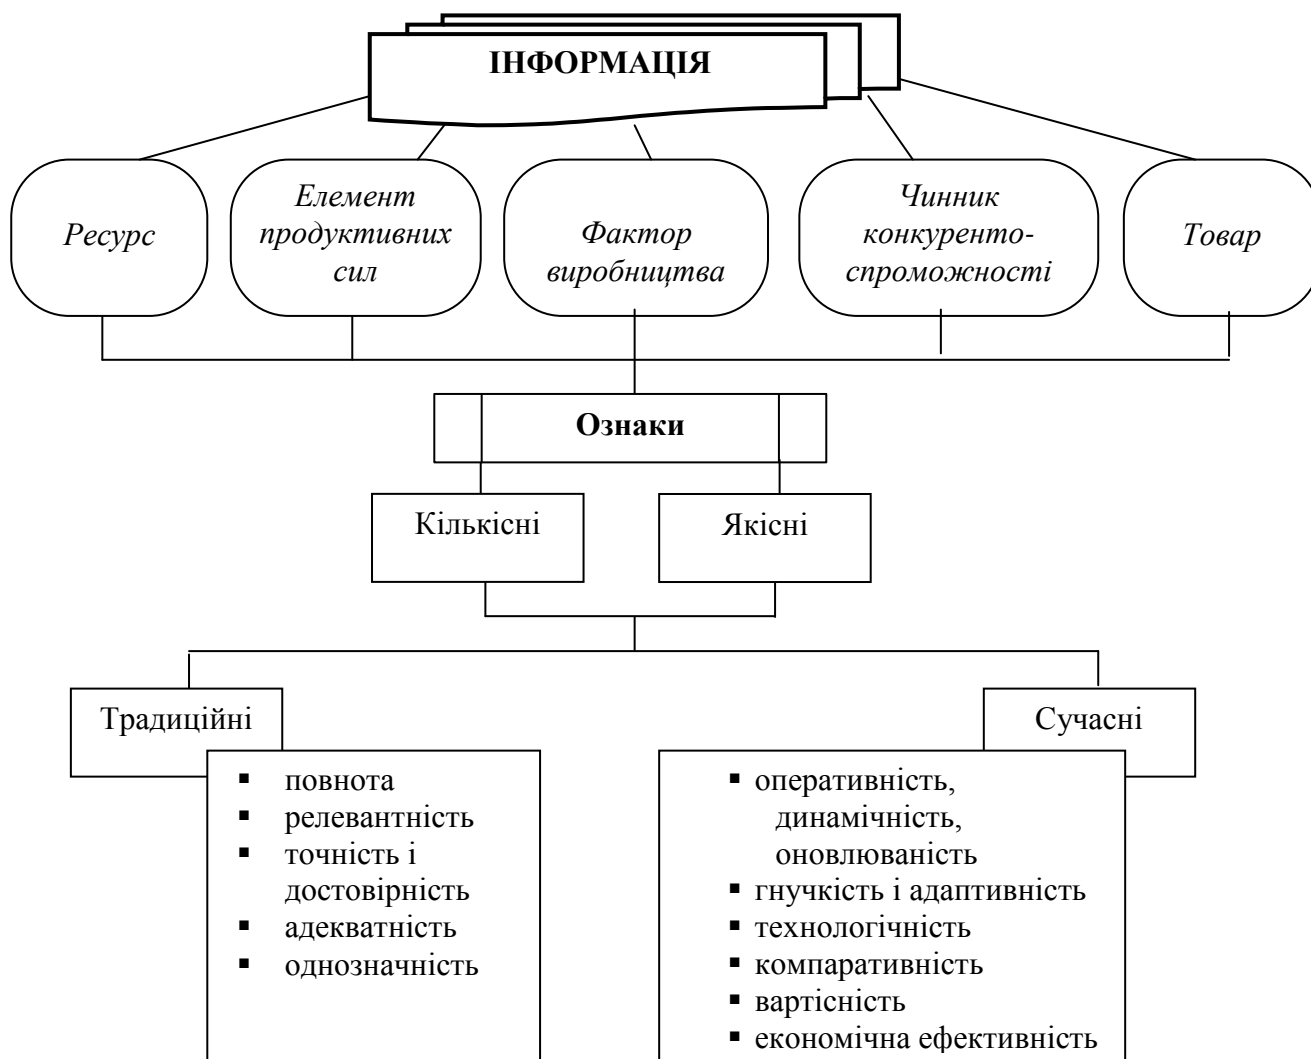 ІНФОРМАЦІЯ
Ресурс
Елемент
продуктивних
сил
Фактор
виробництва
Чинник
конкуренто-
спроможності
Товар
Ознаки
Кількісні
Якісні
Традиційні
▪ повнота
▪ релевантність
▪ точність і
достовірність
▪ адекватність
▪ однозначність
Сучасні
▪ оперативність,
динамічність,
оновлюваність
▪ гнучкість і адаптивність
▪ технологічність
▪ компаративність
▪ вартісність
▪ економічна ефективність